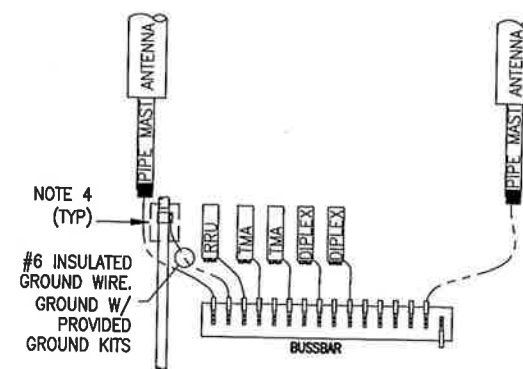 ANTENNA
PIPE MAST
ANTENNA
PIPE MAST
NOTE 4
(TYP)
RRU
TMA
TMA
DIPLEX
DIPLEX
#6 INSULATED
GROUND WIRE.
GROUND W/
PROVIDED
GROUND KITS
BUSSBAR